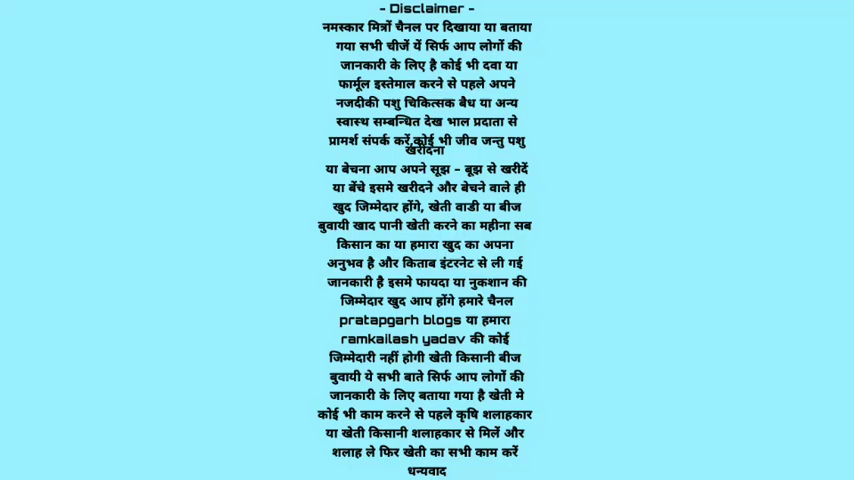 - Disclaimer -
नमस्कार मित्रों चैनल पर दिखाया या बताया
गया सभी चीजें यें सिर्फ आप लोगों की
जानकारी के लिए है कोई भी दवा या
फार्मूल इस्तेमाल करने से पहले अपने
नजदीकी पशु चिकित्सक बैध या अन्य
स्वास्थ सम्बन्धित देख भाल प्रदाता से
प्रामर्श संपर्क करें,कोई भी जीव जन्तु पशु
खरीदना
या बेचना आप अपने सूझ - बूझ से खरीदें
या बेंचे इसमे खरीदने और बेचने वाले ही
खुद जिम्मेदार होंगे, खेती वाडी या बीज
बुवायी खाद पानी खेती करने का महीना सब
किसान का या हमारा खुद का अपना
अनुभव है और किताब इंटरनेट से ली गई
जानकारी है इसमे फायदा या नुकशान की
जिम्मेदार खुद आप होंगे हमारे चैनल
pratapgarh blogs या हमारा
ramkailash yadav की कोई
जिम्मेदारी नहीं होगी खेती किसिनी बीज
बुवायी ये सभी बाते सिर्फ आप लोगों की
जानकारी के लिए बताया गया है खेती मे
कोई भी काम करने से पहले कृषि शलाहकार
या खेती किसानी शलाहकार से मिलें और
शलाह ले फिर खेती का सभी काम करें
धन्यवाद